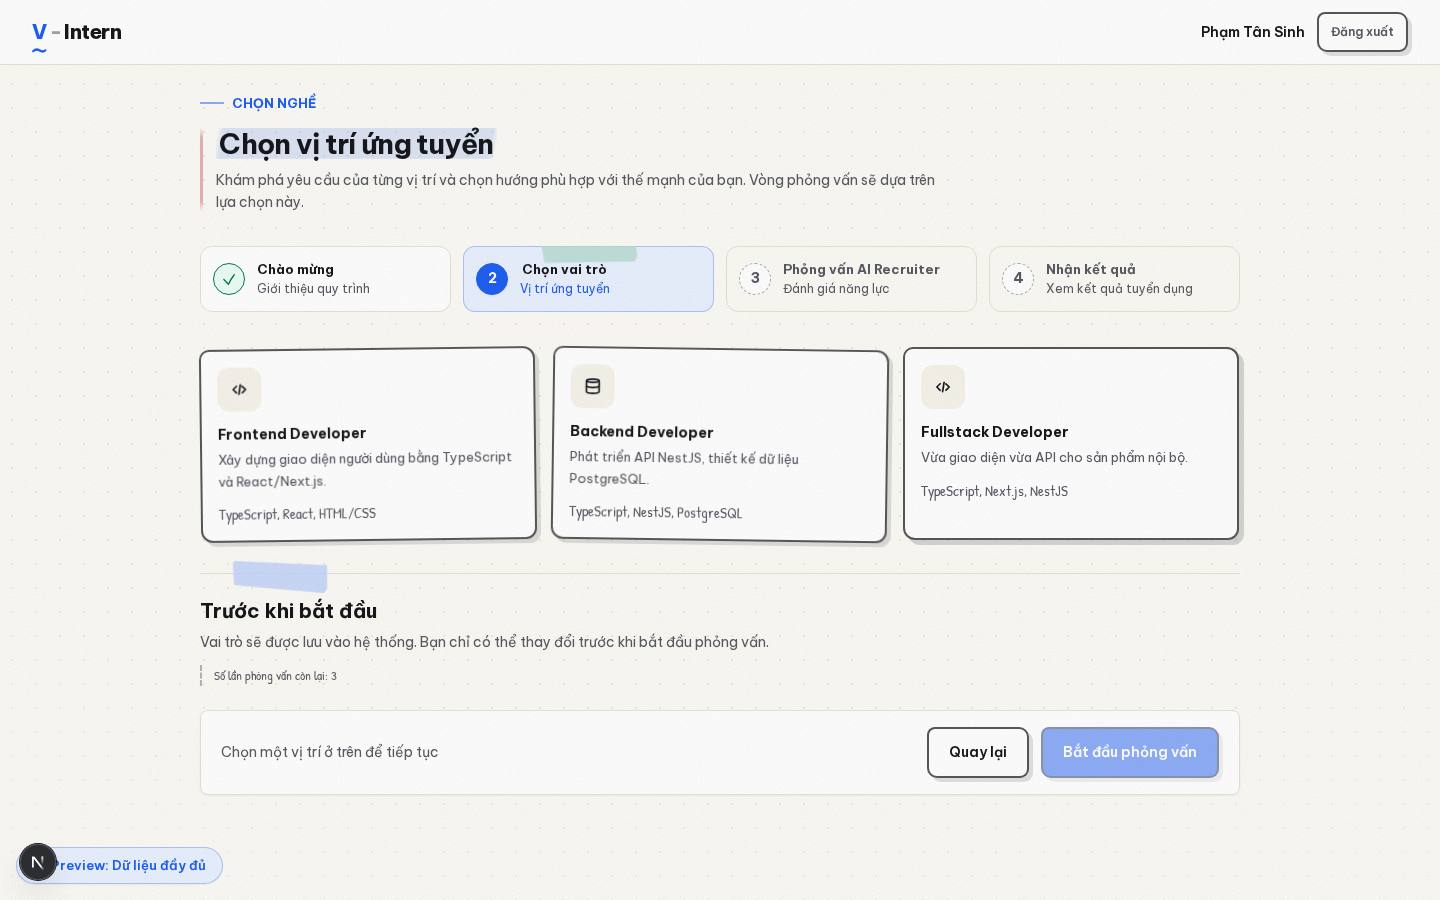 V - Intern
Phạm Tân Sinh
Đăng xuất
CHỌN NGHỀ
Chọn vị trí ứng tuyển
Khám phá yêu cầu của từng vị trí và chọn hướng phù hợp với thế mạnh của bạn. Vòng phỏng vấn sẽ dựa trên
lựa chọn này.
Chào mừng
Giới thiệu quy trình
2
Chọn vai trò
Vị trí ứng tuyển
3
Phỏng vấn AI Recruiter
Đánh giá năng lực
4
Nhận kết quả
Xem kết quả tuyển dụng
Frontend Developer
Xây dựng giao diện người dùng bằng TypeScript
và React/Next.js.
TypeScript, React, HTML/CSS
Backend Developer
Phát triển API NestJS, thiết kế dữ liệu
PostgreSQL.
TypeScript, NestJS, PostgreSQL
Fullstack Developer
Vừa giao diện vừa API cho sản phẩm nội bộ.
TypeScript, Next.js, NestJS
Trước khi bắt đầu
Vai trò sẽ được lưu vào hệ thống. Bạn chỉ có thể thay đổi trước khi bắt đầu phỏng vấn.
Số lần phỏng vấn còn lại: 3
Chọn một vị trí ở trên để tiếp tục
Quay lại
Bắt đầu phỏng vấn
N
Preview: Dữ liệu đầy đủ